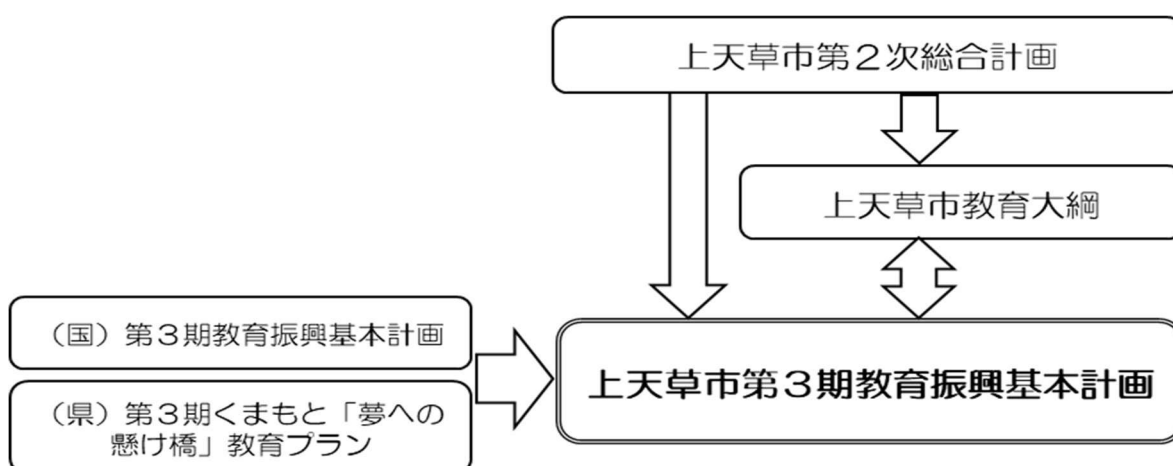 上天草市第２次総合計画
上天草市教育大綱
（国）第３期教育振興基本計画
（県）第３期くまもと「夢への
懸け橋」教育プラン
上天草市第３期教育振興基本計画